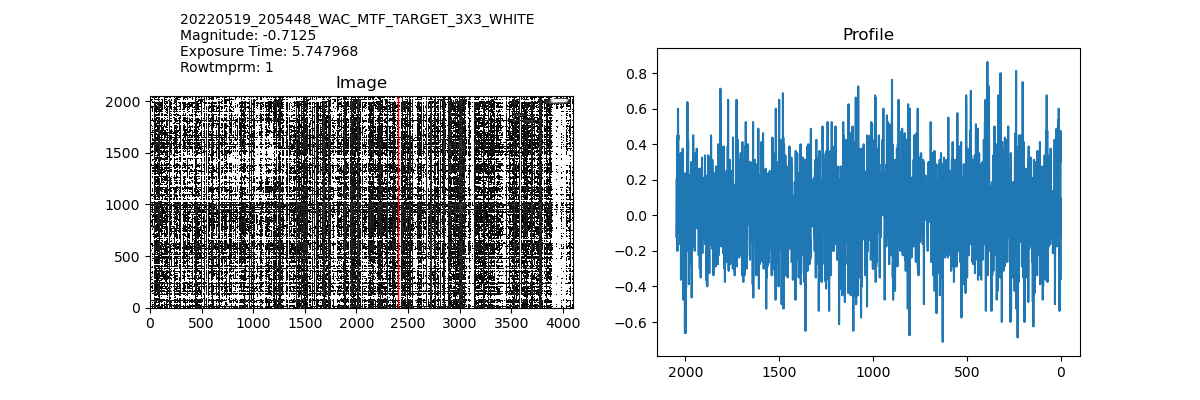 20220519_205448_WAC_MTF_TARGET_3X3_WHITE
Magnitude: -0.7125
Exposure Time: 5.747968
Rowtmprm: 1
Image
2000
1500
1000
500
0
0 500 1000 1500 2000 2500 3000 3500 4000
Profile
0.8
0.6
0.4
0.2
0.0
−0.2
−0.4
−0.6
2000 1500 1000 500 0